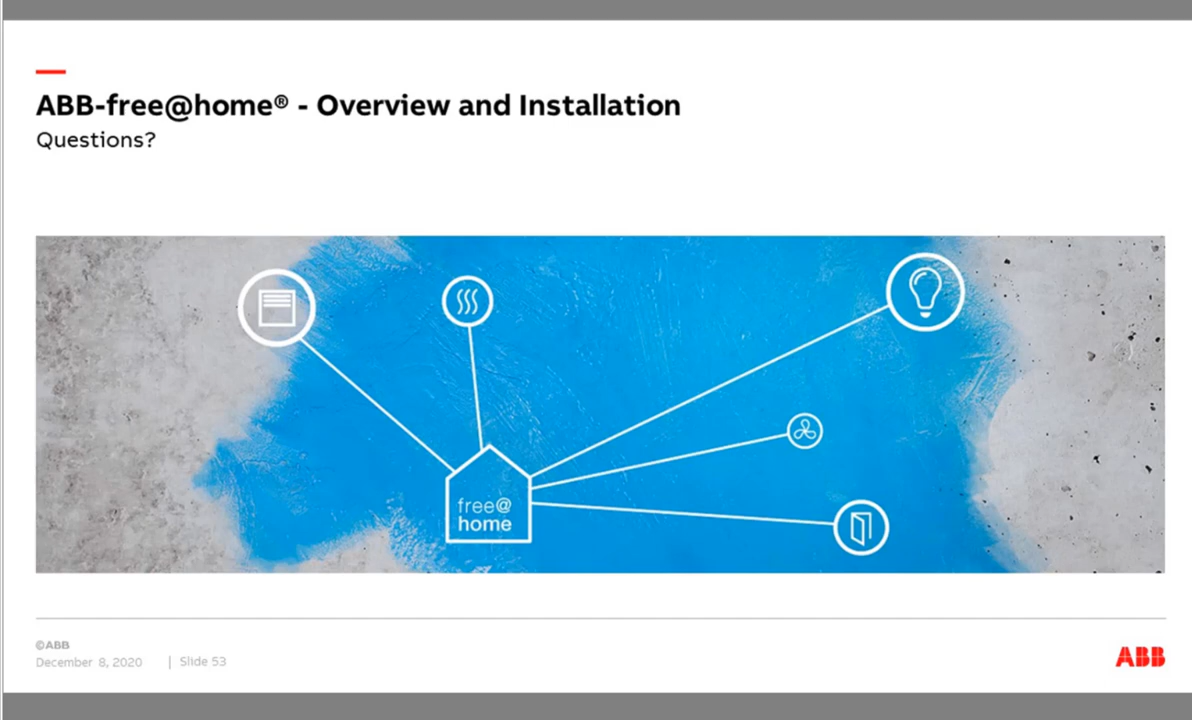 ABB-free@home® - Overview and Installation
Questions?
free@
home
©ABB
December 8, 2020 | Slide 53
ABB